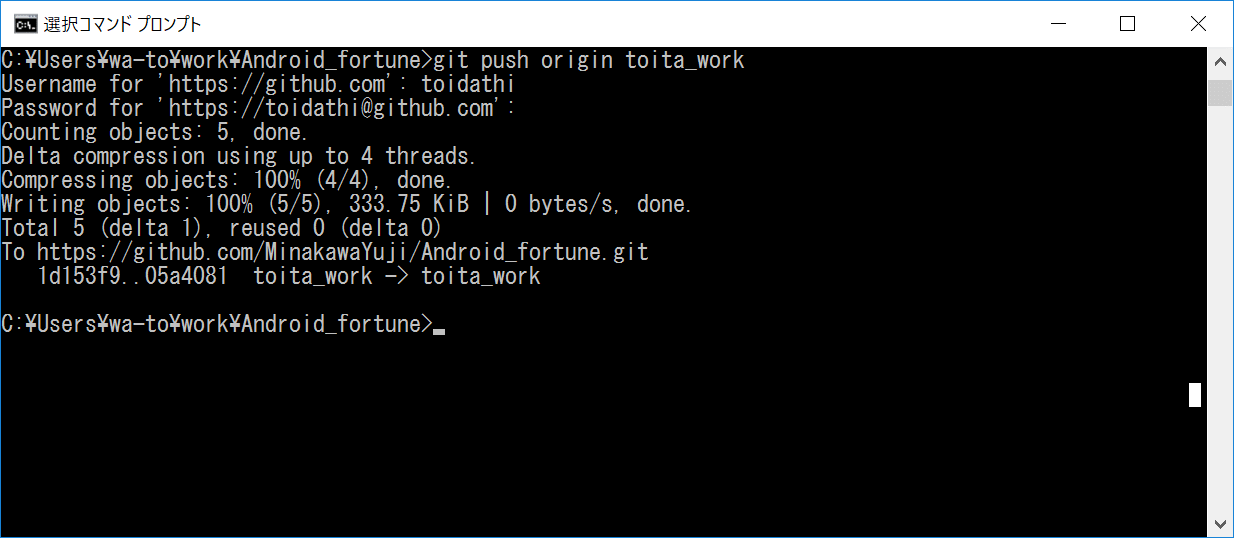 選択コマンド プロンプト
C:¥Users¥wa-to¥work¥Android_fortune>git push origin toita_work
Username for 'https://github.com': toidathi
Password for 'https://toidathi@github.com':
Counting objects: 5, done.
Delta compression using up to 4 threads.
Compressing objects: 100% (4/4), done.
Writing objects: 100% (5/5), 333.75 KiB | 0 bytes/s, done.
Total 5 (delta 1), reused 0 (delta 0)
To https://github.com/MinakawaYuji/Android_fortune.git
   1d153f9..05a4081  toita_work -> toita_work
C:¥Users¥wa-to¥work¥Android_fortune>